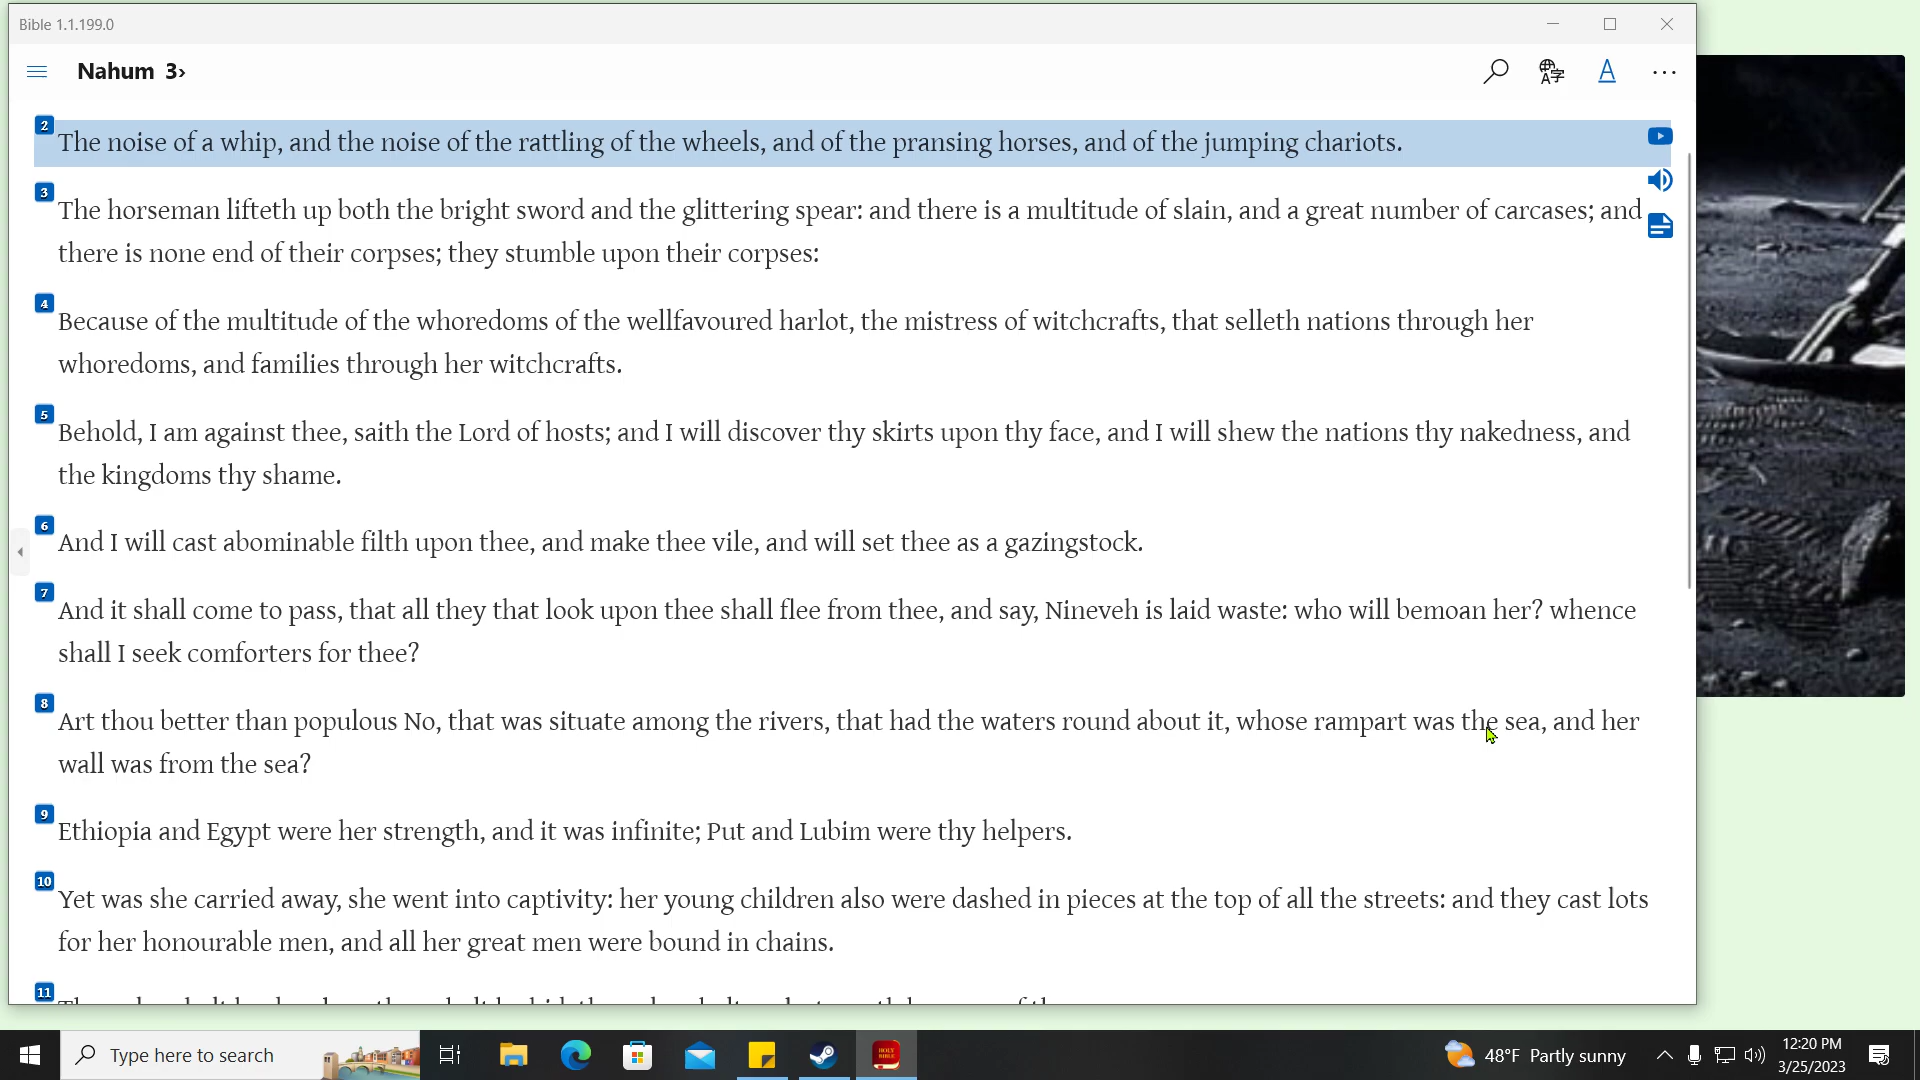 Bible 1.1.199.0
Nahum 3›
2
The noise of a whip, and the noise of the rattling of the wheels, and of the pransing horses, and of the jumping chariots.
3
The horseman lifteth up both the bright sword and the glittering spear: and there is a multitude of slain, and a great number of carcases; and
there is none end of their corpses; they stumble upon their corpses:
4
Because of the multitude of the whoredoms of the wellfavoured harlot, the mistress of witchcrafts, that selleth nations through her
whoredoms, and families through her witchcrafts.
5
Behold, I am against thee, saith the Lord of hosts; and I will discover thy skirts upon thy face, and I will shew the nations thy nakedness, and
the kingdoms thy shame.
6
And I will cast abominable filth upon thee, and make thee vile, and will set thee as a gazingstock.
7
And it shall come to pass, that all they that look upon thee shall flee from thee, and say, Nineveh is laid waste: who will bemoan her? whence
shall I seek comforters for thee?
8
Art thou better than populous No, that was situate among the rivers, that had the waters round about it, whose rampart was the sea, and her
wall was from the sea?
9
Ethiopia and Egypt were her strength, and it was infinite; Put and Lubim were thy helpers.
10
Yet was she carried away, she went into captivity: her young children also were dashed in pieces at the top of all the streets: and they cast lots
for her honourable men, and all her great men were bound in chains.
11
Type here to search
HOLY
BIBLE
48°F Partly sunny
12:20 PM
3/25/2023